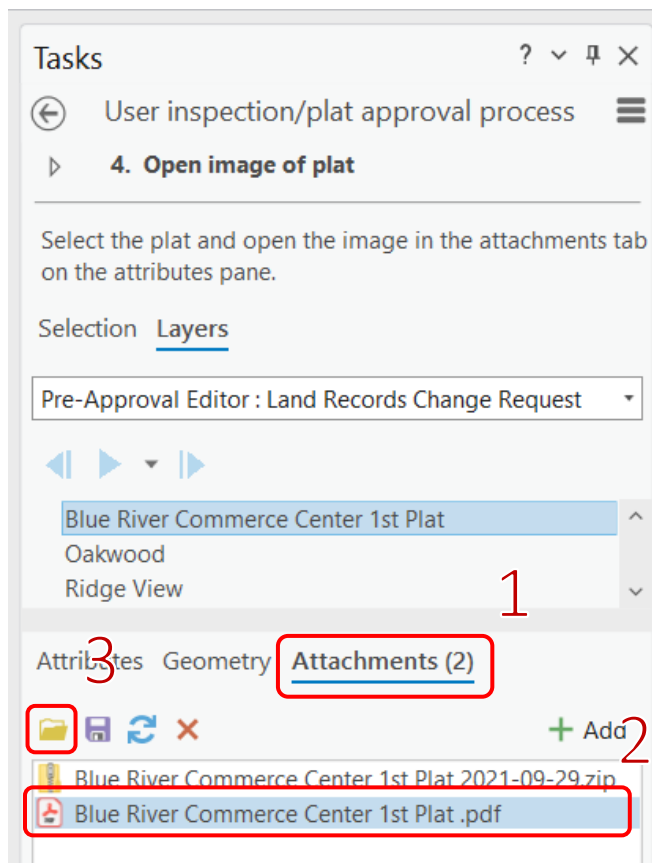 Tasks
?
User inspection/plat approval process
4. Open image of plat
Select the plat and open the image in the attachments tab
on the attributes pane.
Selection Layers
Pre-Approval Editor : Land Records Change Request
Blue River Commerce Center 1st Plat
Oakwood
Ridge View
1
Attributes Geometry Attachments (2)
3
+ Add
2
Blue River Commerce Center 1st Plat 2021-09-29.zip
Blue River Commerce Center 1st Plat .pdf